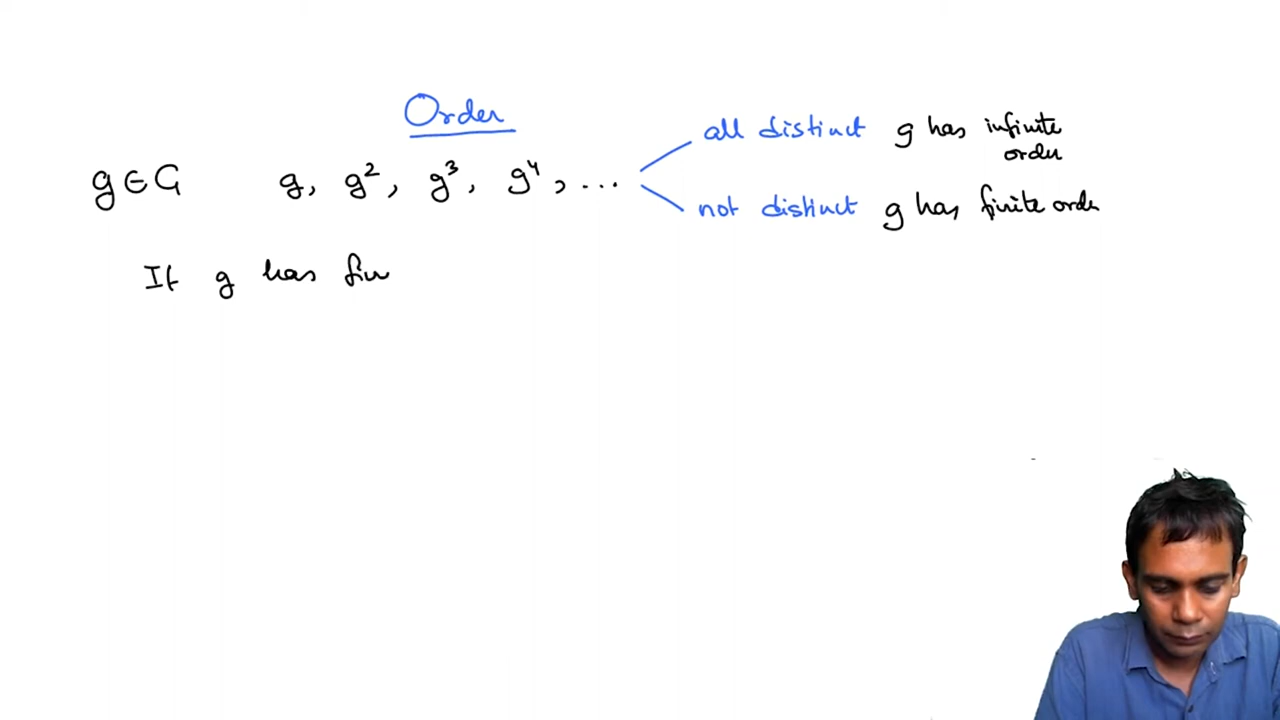 Order
g ∈ G g, g², g³, g⁴, ...
all distinct g has infinite order
not distinct g has finite order
If g has fin